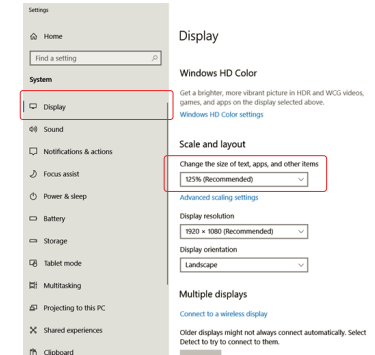 Settings
Home
Find a setting
System
Display
Sound
Notifications & actions
Focus assist
Power & sleep
Battery
Storage
Tablet mode
Multitasking
Projecting to this PC
Shared experiences
Clipboard
Display
Windows HD Color
Get a brighter, more vibrant picture in HDR and WCG videos,
games, and apps on the display selected above.
Windows HD Color settings
Scale and layout
Change the size of text, apps, and other items
125% (Recommended)
Advanced scaling settings
Display resolution
1920 × 1080 (Recommended)
Display orientation
Landscape
Multiple displays
Connect to a wireless display
Older displays might not always connect automatically. Select
Detect to try to connect to them.